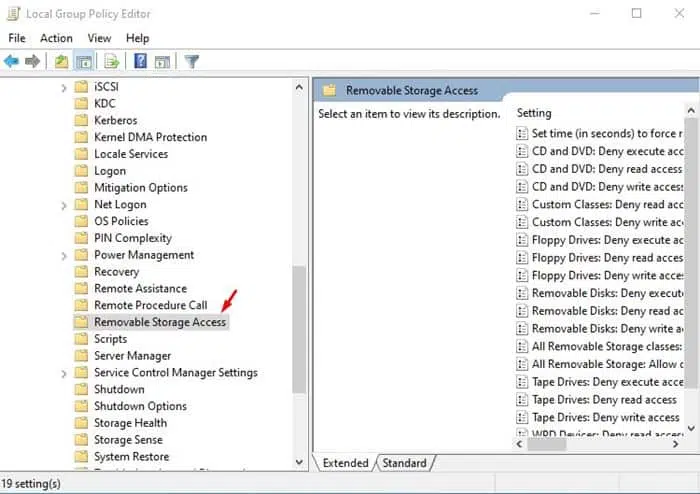 Local Group Policy Editor
File Action View Help
iSCSI
KDC
Kerberos
Kernel DMA Protection
Locale Services
Logon
Mitigation Options
Net Logon
OS Policies
PIN Complexity
Power Management
Recovery
Remote Assistance
Remote Procedure Call
Removable Storage Access
Scripts
Server Manager
Service Control Manager Settings
Shutdown
Shutdown Options
Storage Health
Storage Sense
System Restore
Removable Storage Access
Select an item to view its description.
Setting
Set time (in seconds) to force r
CD and DVD: Deny execute acc
CD and DVD: Deny read access
CD and DVD: Deny write access
Custom Classes: Deny read acc
Custom Classes: Deny write acc
Floppy Drives: Deny execute ac
Floppy Drives: Deny read acces
Floppy Drives: Deny write acce
Removable Disks: Deny execut
Removable Disks: Deny read ac
Removable Disks: Deny write a
All Removable Storage classes:
All Removable Storage: Allow d
Tape Drives: Deny execute acce
Tape Drives: Deny read access
Tape Drives: Deny write access
WPD Devices: Deny read acces
Extended Standard
19 setting(s)